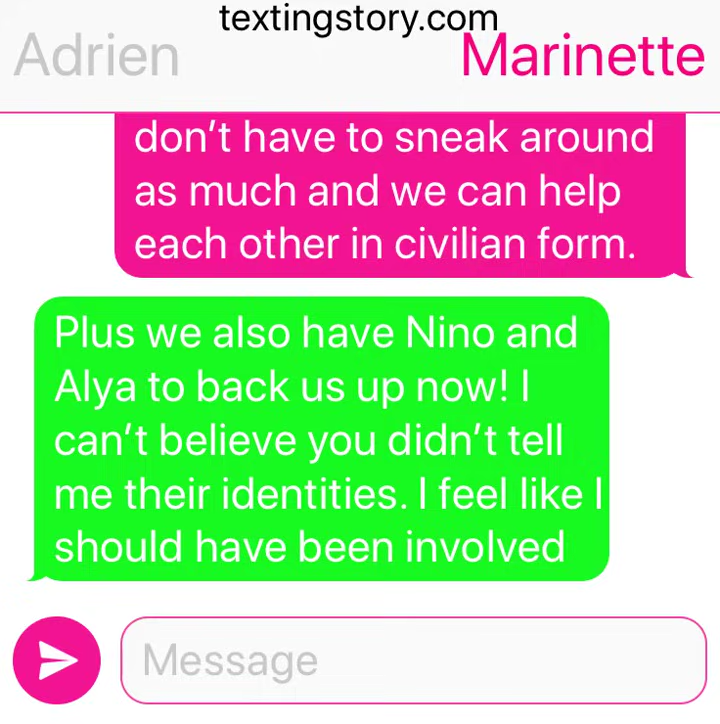 textingstory.com
Adrien
Marinette
don't have to sneak around
as much and we can help
each other in civilian form.
Plus we also have Nino and
Alya to back us up now! I
can't believe you didn't tell
me their identities. I feel like I
should have been involved
Message